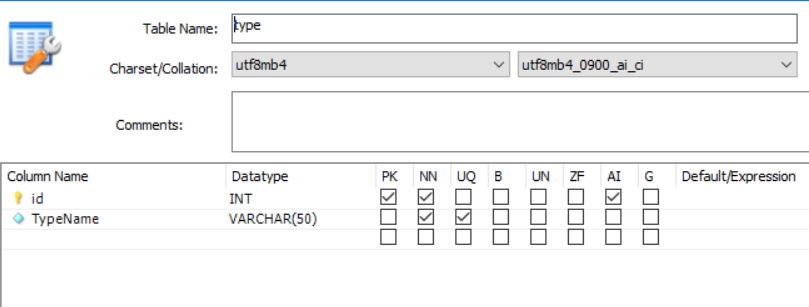 Table Name: type
Charset/Collation: utf8mb4 utf8mb4_0900_ai_ci
Comments:
Column Name Datatype PK NN UQ B UN ZF AI G Default/Expression
id INT
TypeName VARCHAR(50)